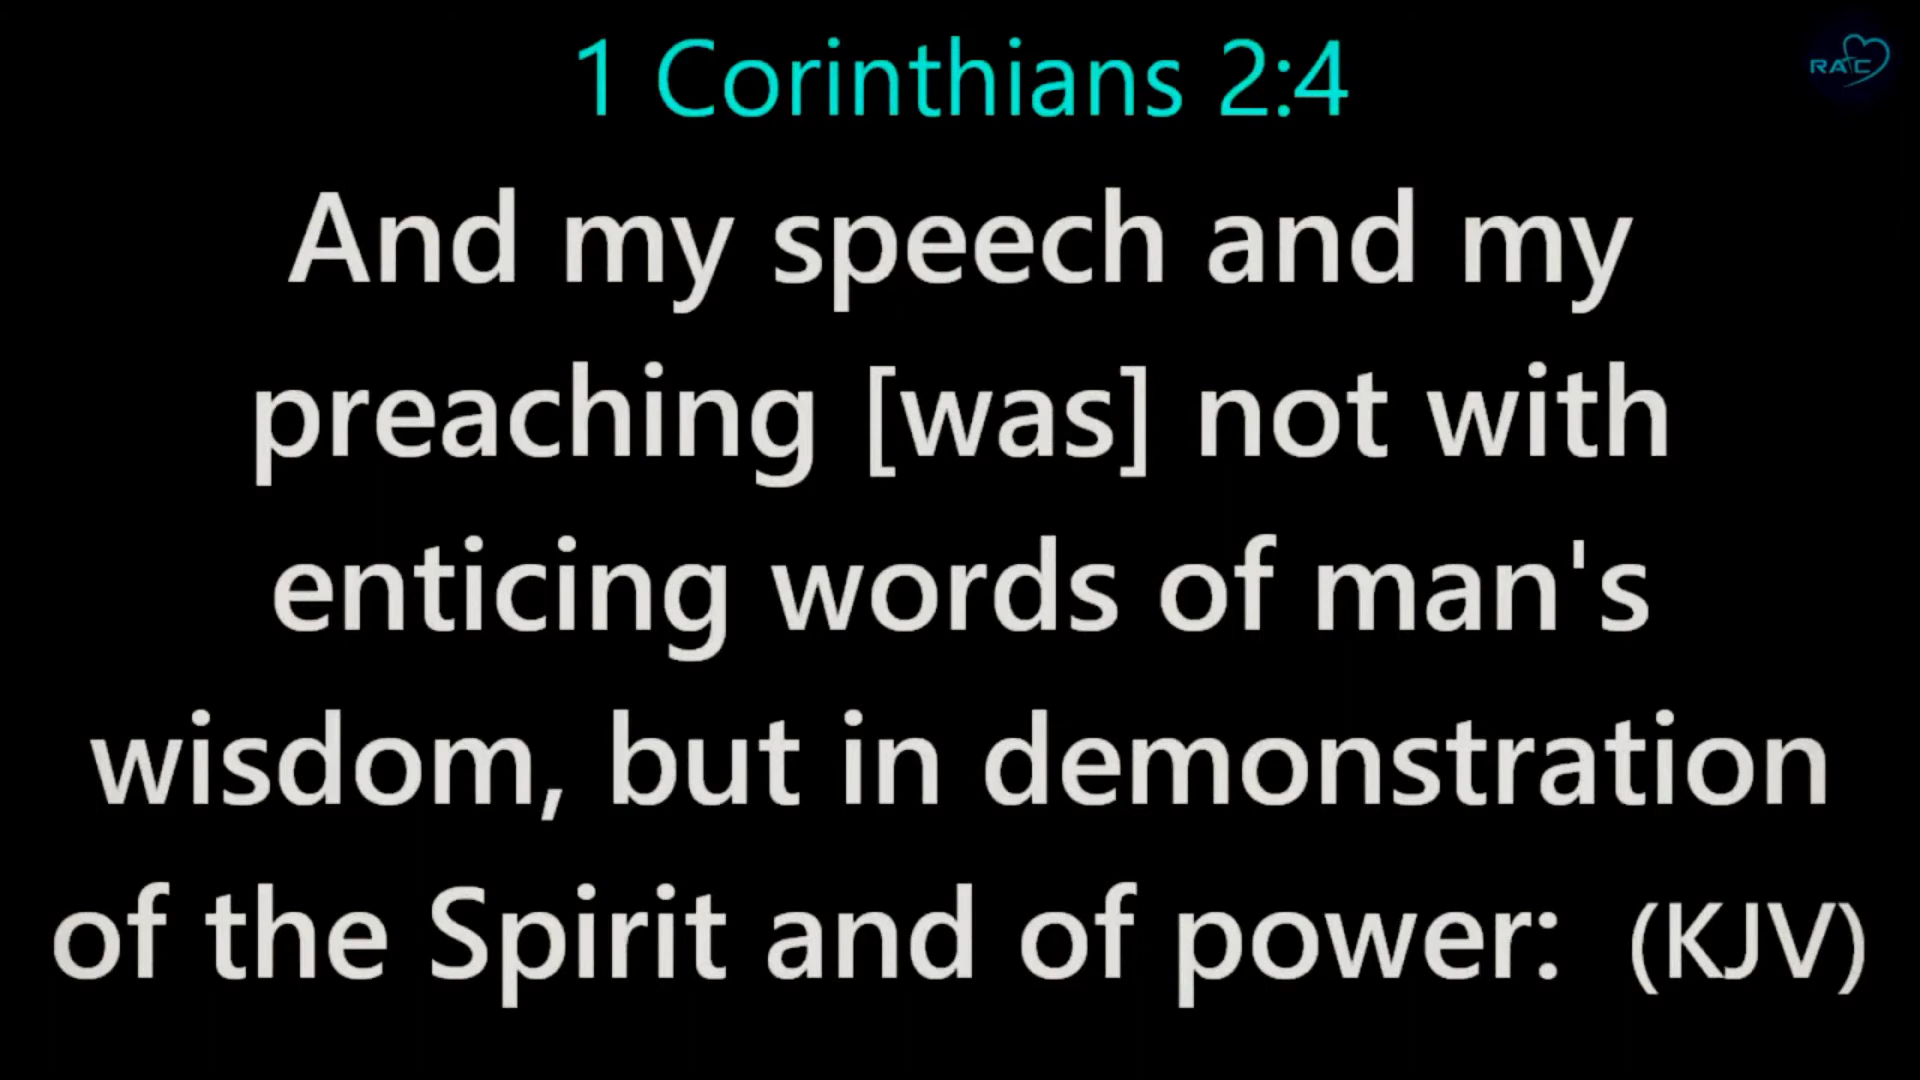 1 Corinthians 2:4
RAC
And my speech and my
preaching [was] not with
enticing words of man's
wisdom, but in demonstration
of the Spirit and of power: (KJV)